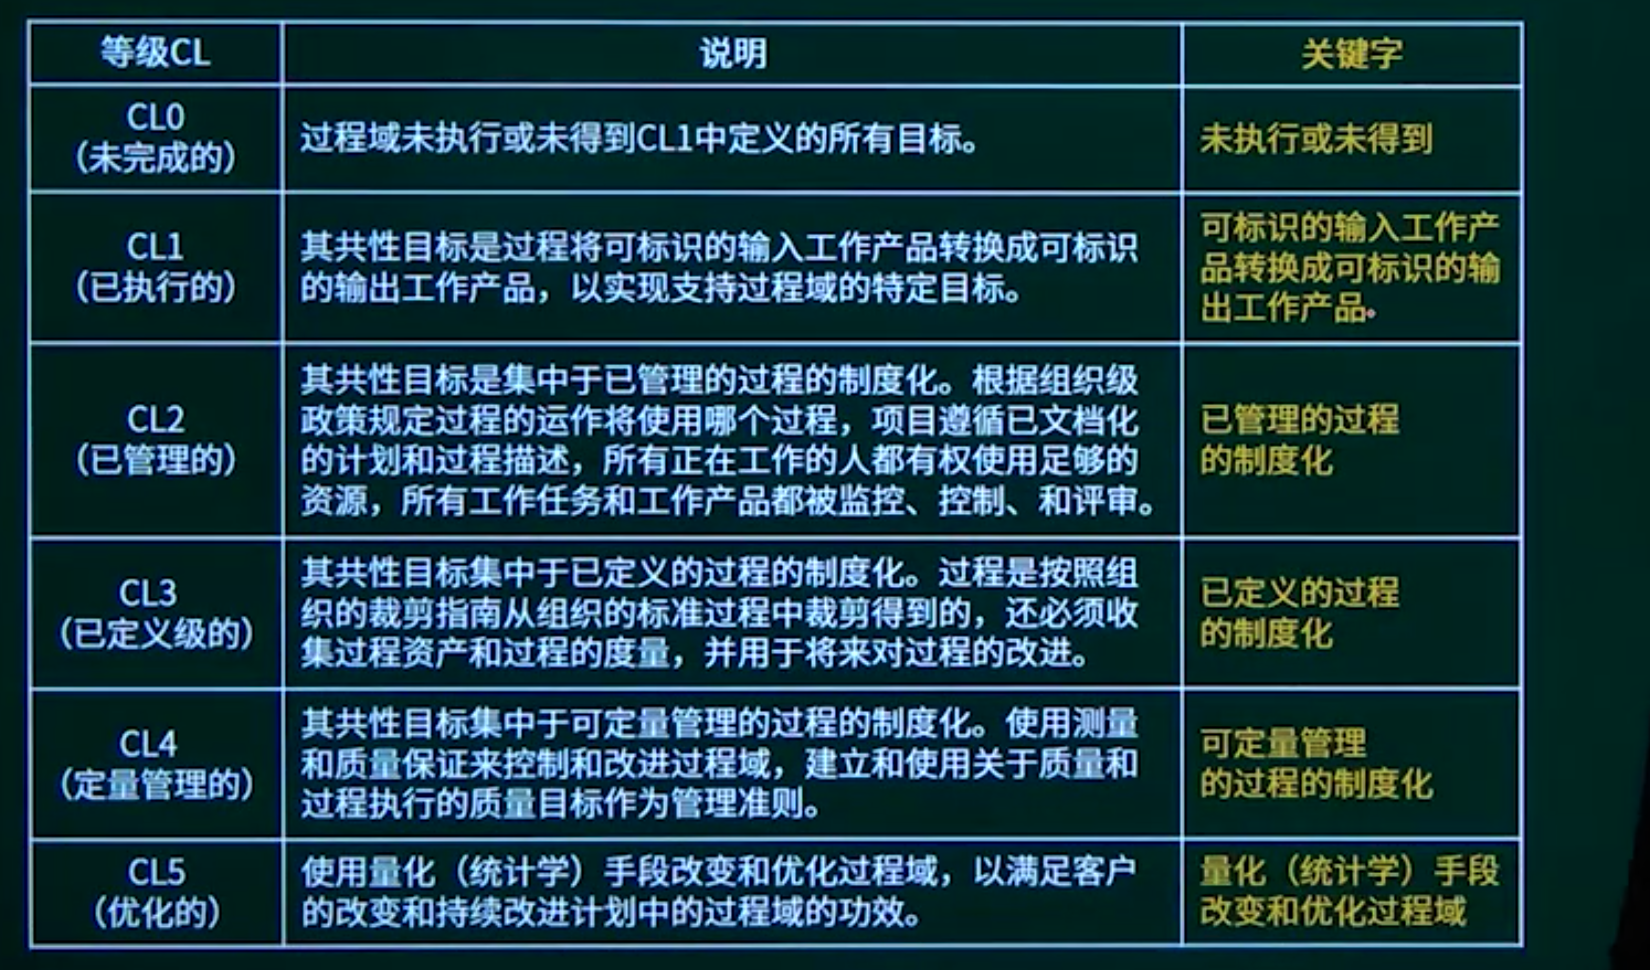 等级CL
说明
关键字
CL0
（未完成的）
过程域未执行或未得到CL1中定义的所有目标。
未执行或未得到
CL1
（已执行的）
其共性目标是过程将可标识的输入工作产品转换成可标识
的输出工作产品，以实现支持过程域的特定目标。
可标识的输入工作产
品转换成可标识的输
出工作产品。
CL2
（已管理的）
其共性目标是集中于已管理的过程的制度化。根据组织级
政策规定过程的运作将使用哪个过程，项目遵循已文档化
的计划和过程描述，所有正在工作的人都有权使用足够的
资源，所有工作任务和工作产品都被监控、控制、和评审。
已管理的过程
的制度化
CL3
（已定义级的）
其共性目标集中于已定义的过程的制度化。过程是按照组
织的裁剪指南从组织的标准过程中裁剪得到的，还必须收
集过程资产和过程的度量，并用于将来对过程的改进。
已定义的过程
的制度化
CL4
（定量管理的）
其共性目标集中于可定量管理的过程的制度化。使用测量
和质量保证来控制和改进过程域，建立和使用关于质量和
过程执行的质量目标作为管理准则。
可定量管理
的过程的制度化
CL5
（优化的）
使用量化（统计学）手段改变和优化过程域，以满足客户
的改变和持续改进计划中的过程域的功效。
量化（统计学）手段
改变和优化过程域